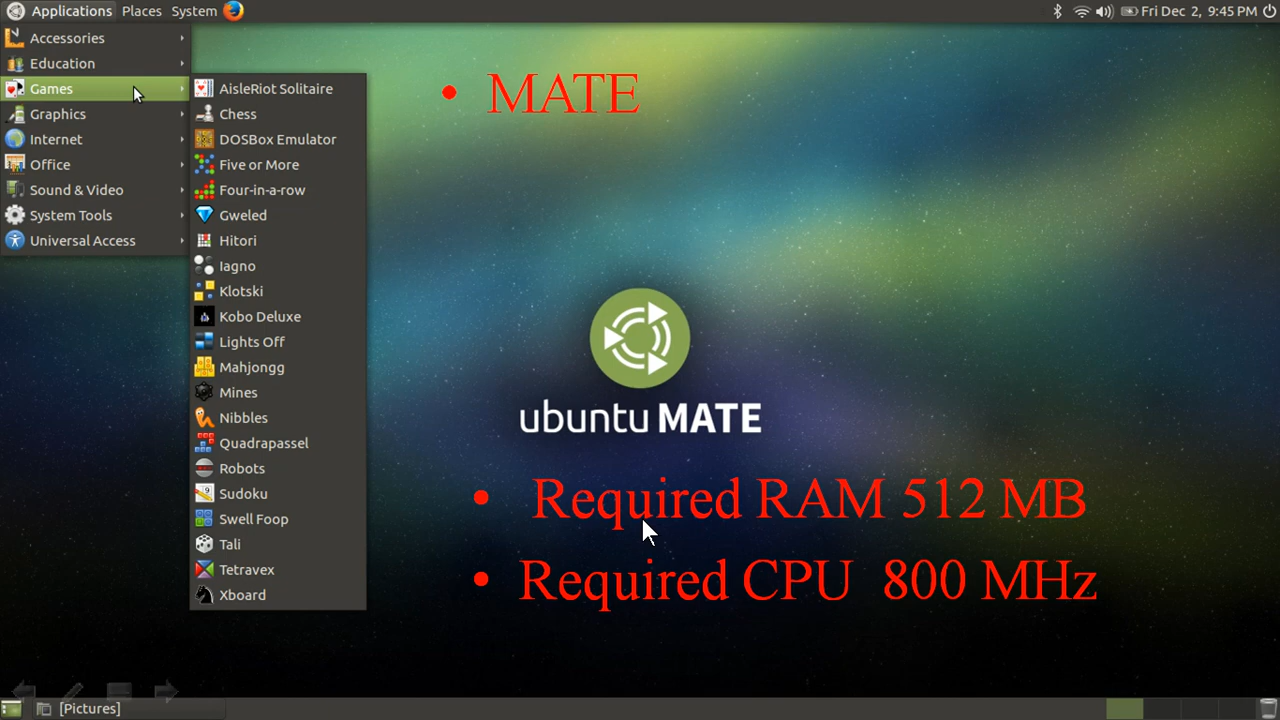 Applications Places System Fri Dec 2, 9:45 PM
Accessories
Education
Games
Graphics
Internet
Office
Sound & Video
System Tools
Universal Access
AisleRiot Solitaire
Chess
DOSBox Emulator
Five or More
Four-in-a-row
Gweled
Hitori
Iagno
Klotski
Kobo Deluxe
Lights Off
Mahjongg
Mines
Nibbles
Quadrapassel
Robots
Sudoku
Swell Foop
Tali
Tetravex
Xboard
• MATE
ubuntu MATE
• Required RAM 512 MB
• Required CPU 800 MHz
[Pictures]